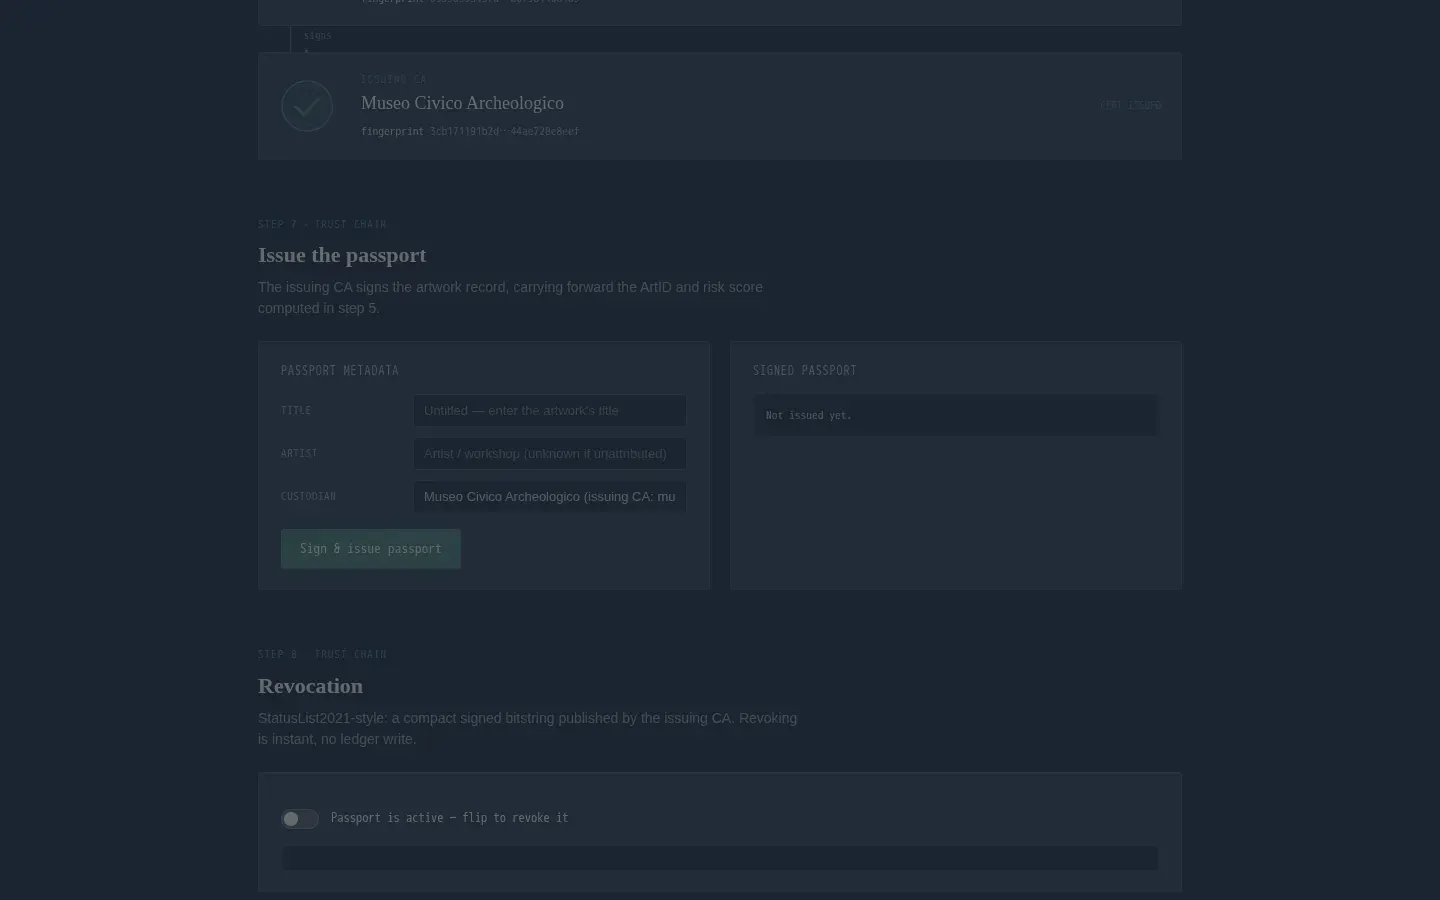 signs
ISSUING CA
Museo Civico Archeologico
CERT ISSUED
fingerprint
STEP 7 · TRUST CHAIN
Issue the passport
The issuing CA signs the artwork record, carrying forward the ArtID and risk score
computed in step 5.
PASSPORT METADATA
TITLE
Untitled — enter the artwork's title
ARTIST
Artist / workshop (unknown if unattributed)
CUSTODIAN
Museo Civico Archeologico (issuing CA: mu
Sign & issue passport
SIGNED PASSPORT
Not issued yet.
STEP 8 · TRUST CHAIN
Revocation
StatusList2021-style: a compact signed bitstring published by the issuing CA. Revoking
is instant, no ledger write.
Passport is active — flip to revoke it